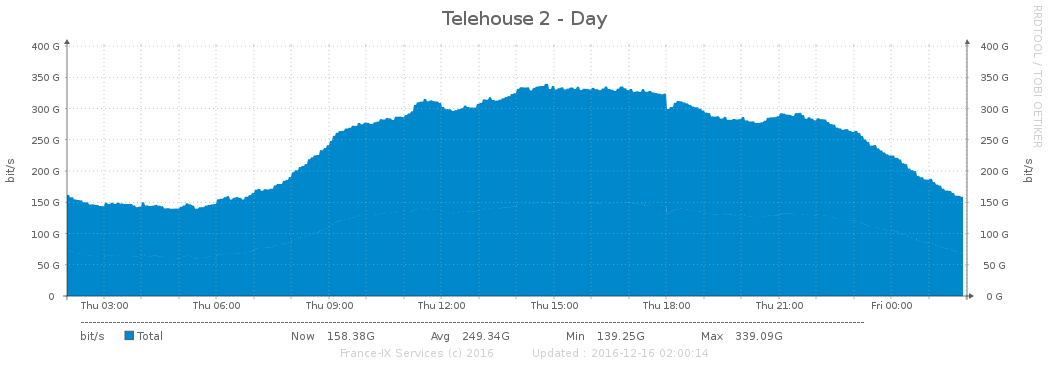 Telehouse 2 - Day
RRDTOOL / TOBI OETIKER
400 G 400 G
350 G 350 G
300 G 300 G
250 G 250 G
200 G 200 G
150 G 150 G
100 G 100 G
50 G 50 G
0 0 G
bit/s bit/s
Thu 03:00 Thu 06:00 Thu 09:00 Thu 12:00 Thu 15:00 Thu 18:00 Thu 21:00 Fri 00:00
bit/s Total Now 158.38G Avg 249.34G Min 139.25G Max 339.09G
France-IX Services (c) 2016 Updated : 2016-12-16 02:00:14